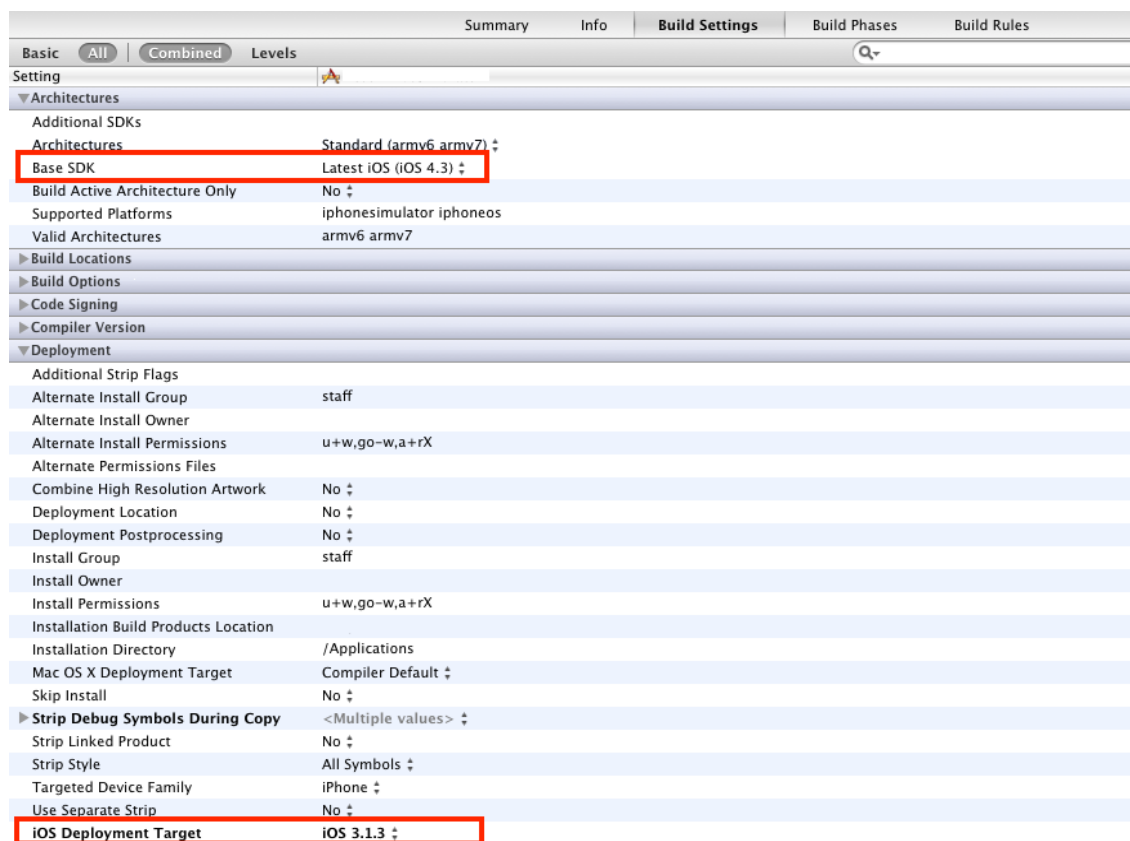 Summary Info Build Settings Build Phases Build Rules
Basic All Combined Levels
Setting
Architectures
Additional SDKs
Architectures Standard (armv6 armv7)
Base SDK Latest iOS (iOS 4.3)
Build Active Architecture Only No
Supported Platforms iphonesimulator iphoneos
Valid Architectures armv6 armv7
Build Locations
Build Options
Code Signing
Compiler Version
Deployment
Additional Strip Flags
Alternate Install Group staff
Alternate Install Owner
Alternate Install Permissions u+w,go-w,a+rX
Alternate Permissions Files
Combine High Resolution Artwork No
Deployment Location No
Deployment Postprocessing No
Install Group staff
Install Owner
Install Permissions u+w,go-w,a+rX
Installation Build Products Location
Installation Directory /Applications
Mac OS X Deployment Target Compiler Default
Skip Install No
Strip Debug Symbols During Copy <Multiple values>
Strip Linked Product No
Strip Style All Symbols
Targeted Device Family iPhone
Use Separate Strip No
iOS Deployment Target iOS 3.1.3